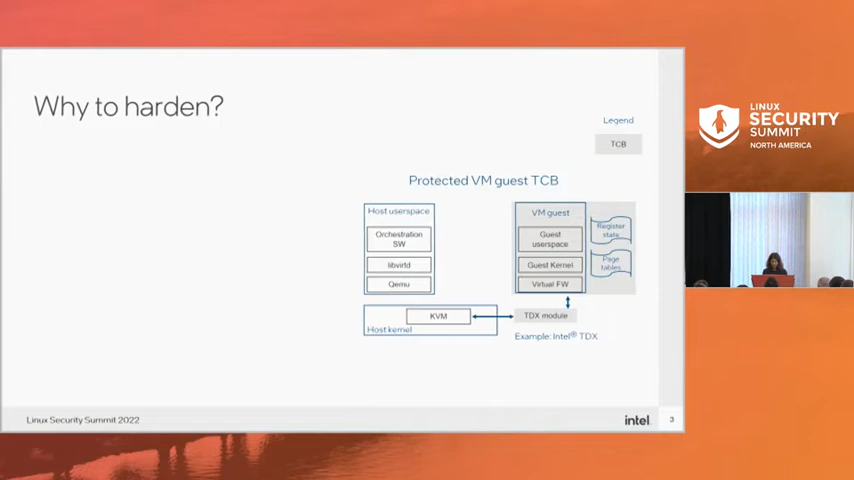 Why to harden?
Legend
TCB
Protected VM guest TCB
Host userspace
Orchestration
SW
libvirtd
Qemu
VM guest
Guest
userspace
Guest Kernel
Virtual FW
Register
state
Page
tables
KVM
Host kernel
TDX module
Example: Intel® TDX
Linux Security Summit 2022
intel.
3
LINUX
SECURITY
SUMMIT
NORTH AMERICA